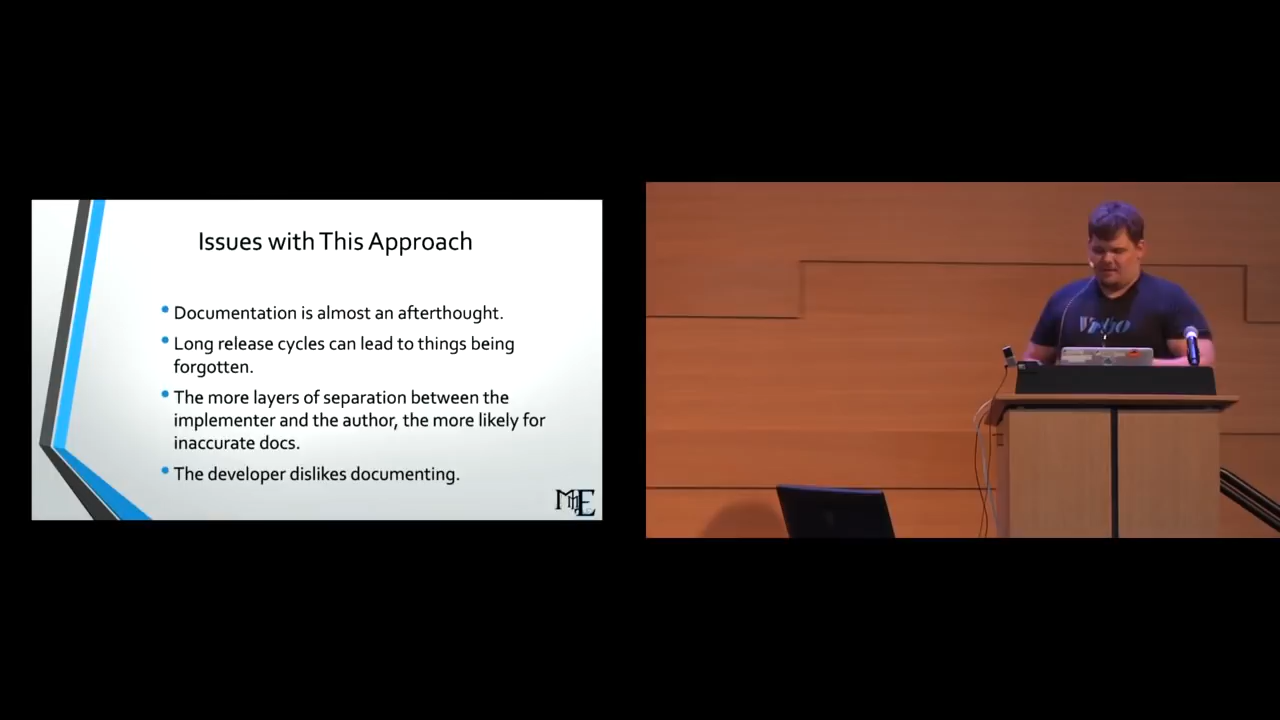 Issues with This Approach
Documentation is almost an afterthought.
Long release cycles can lead to things being
forgotten.
The more layers of separation between the
implementer and the author, the more likely for
inaccurate docs.
The developer dislikes documenting.